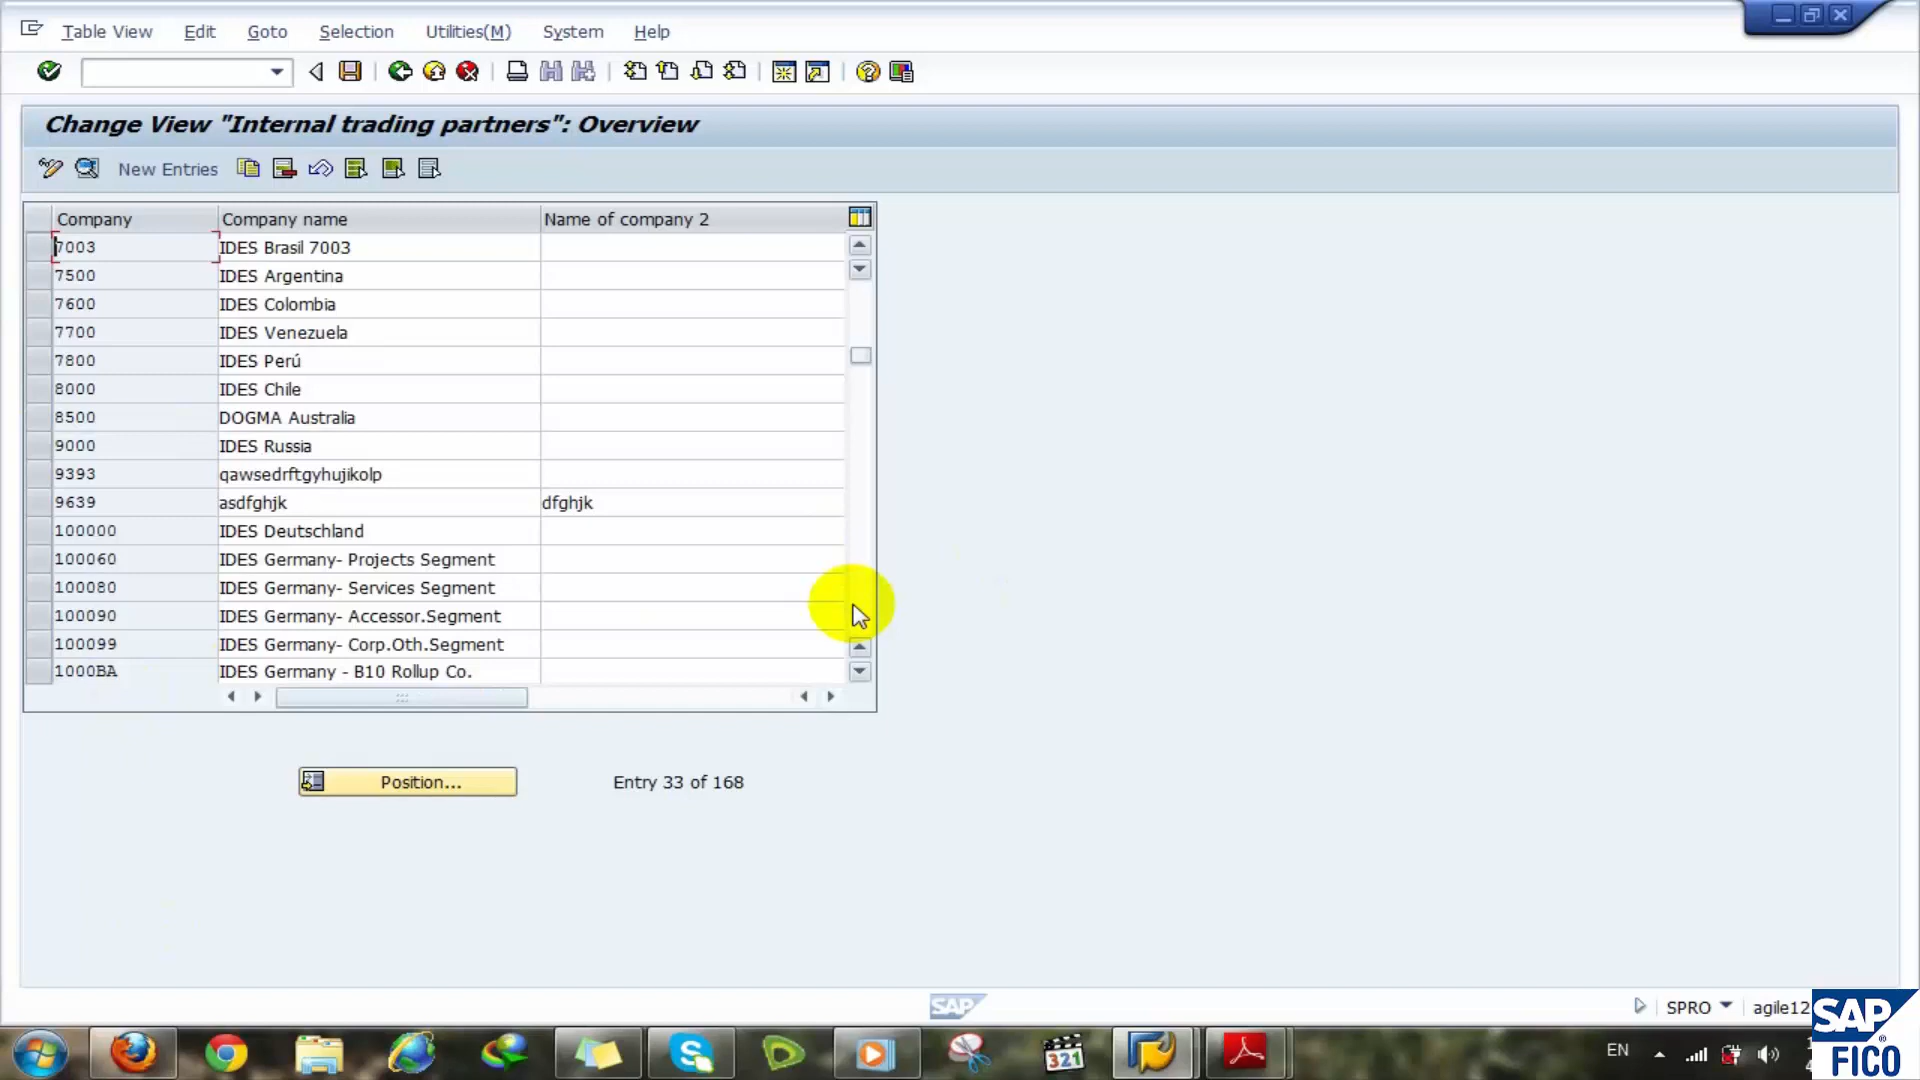 Table View Edit Goto Selection Utilities(M) System Help
Change View "Internal trading partners": Overview
New Entries
Company Company name Name of company 2
7003 IDES Brasil 7003
7500 IDES Argentina
7600 IDES Colombia
7700 IDES Venezuela
7800 IDES Perú
8000 IDES Chile
8500 DOGMA Australia
9000 IDES Russia
9393 qawsedrftgyhujikolp
9639 asdfghjk dfghjk
100000 IDES Deutschland
100060 IDES Germany- Projects Segment
100080 IDES Germany- Services Segment
100090 IDES Germany- Accessor.Segment
100099 IDES Germany- Corp.Oth.Segment
1000BA IDES Germany - B10 Rollup Co.
Position... Entry 33 of 168
SAP SPRO agile12
SAP
FICO
321 EN